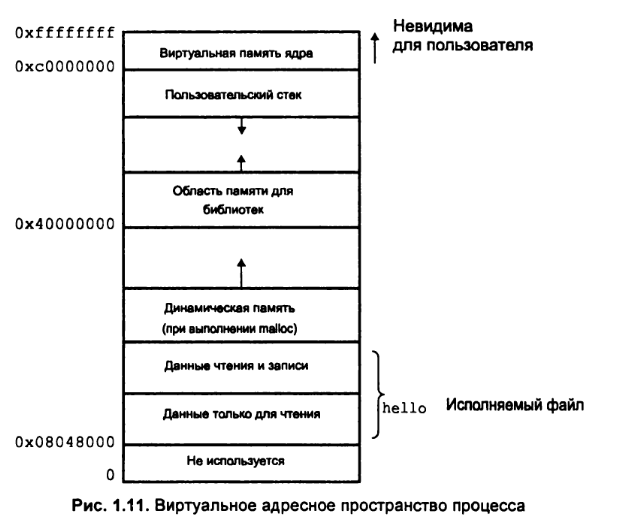 0xffffffff
Виртуальная память ядра
Невидима
для пользователя
0xc0000000
Пользовательский стек
Область памяти для
библиотек
0x40000000
Динамическая память
(при выполнении malloc)
Данные чтения и записи
Данные только для чтения
hello Исполняемый файл
0x08048000
Не используется
0
Рис. 1.11. Виртуальное адресное пространство процесса